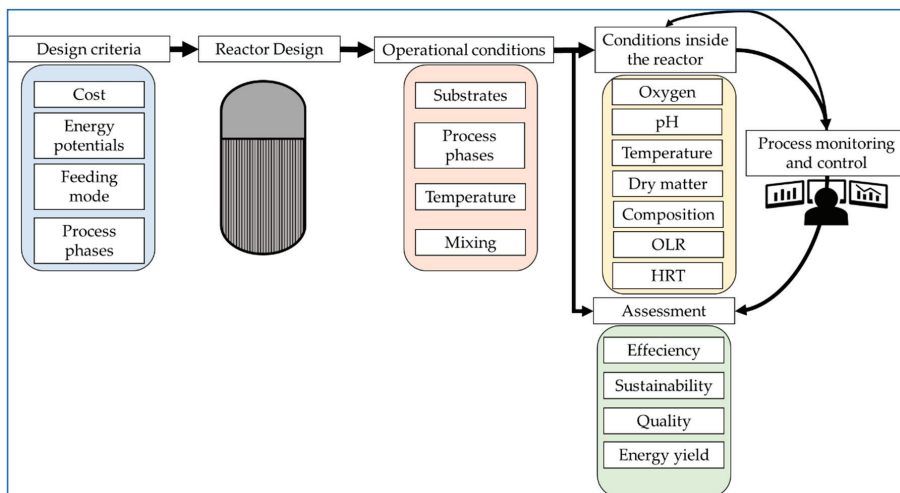 Design criteria
Cost
Energy
potentials
Feeding
mode
Process
phases
Reactor Design
Operational conditions
Substrates
Process
phases
Temperature
Mixing
Conditions inside
the reactor
Oxygen
pH
Temperature
Dry matter
Composition
OLR
HRT
Process monitoring
and control
Assessment
Effeciency
Sustainability
Quality
Energy yield